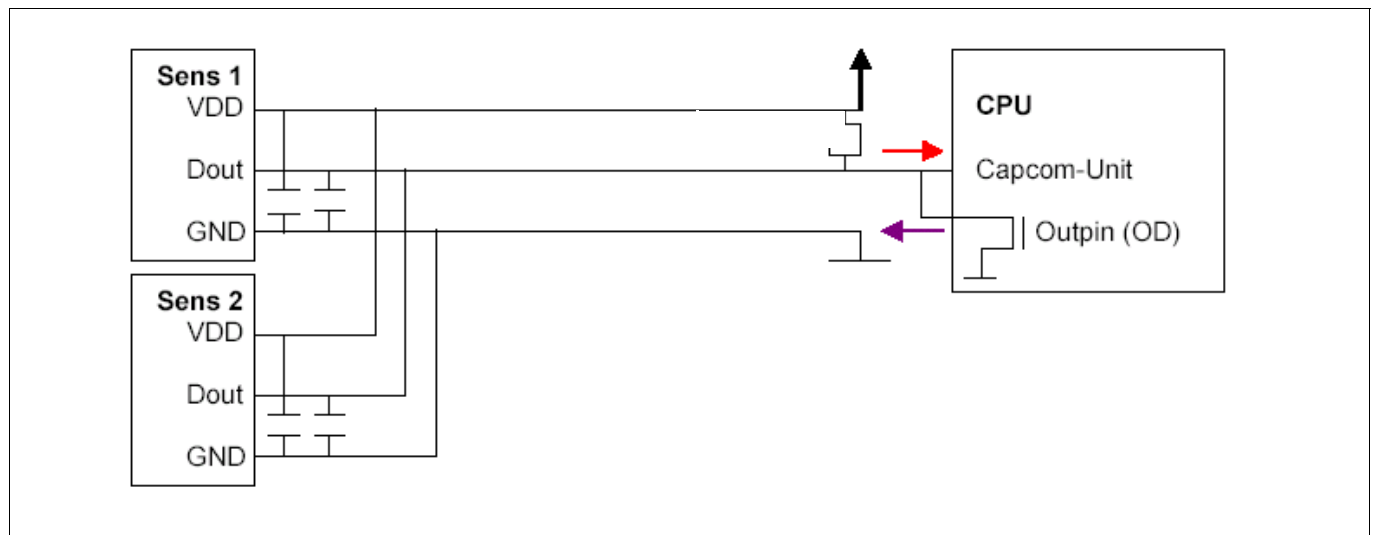 Sens 1
VDD
Dout
GND
Sens 2
VDD
Dout
GND
CPU
Capcom-Unit
Outpin (OD)